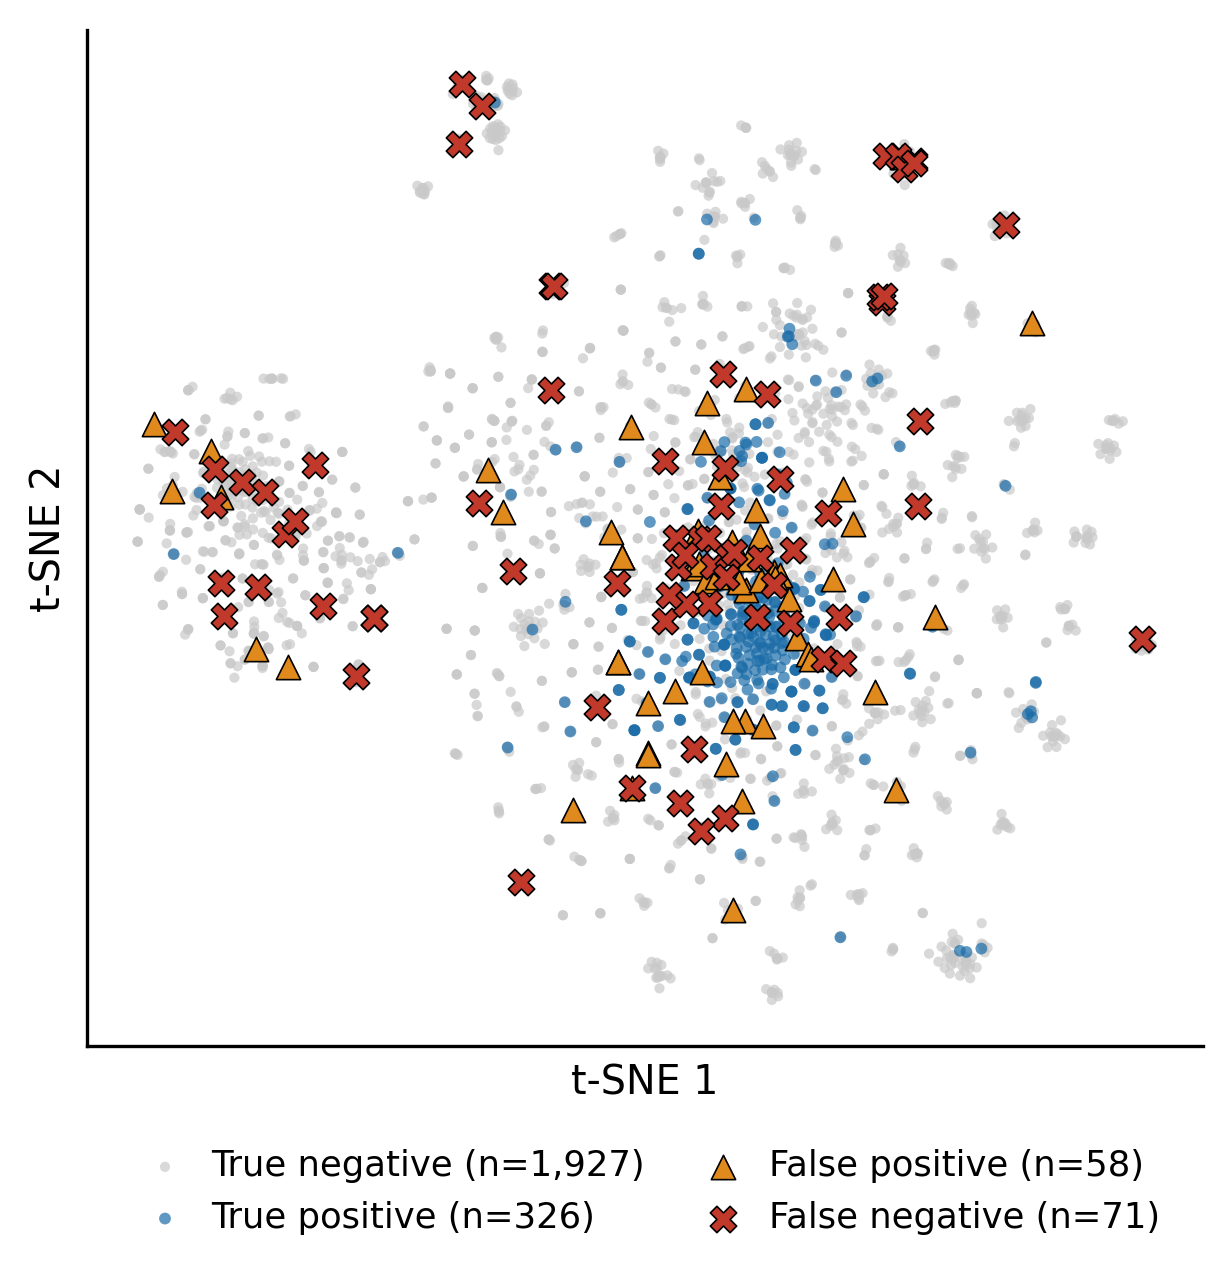 t-SNE 2
t-SNE 1
True negative (n=1,927)
True positive (n=326)
False positive (n=58)
False negative (n=71)